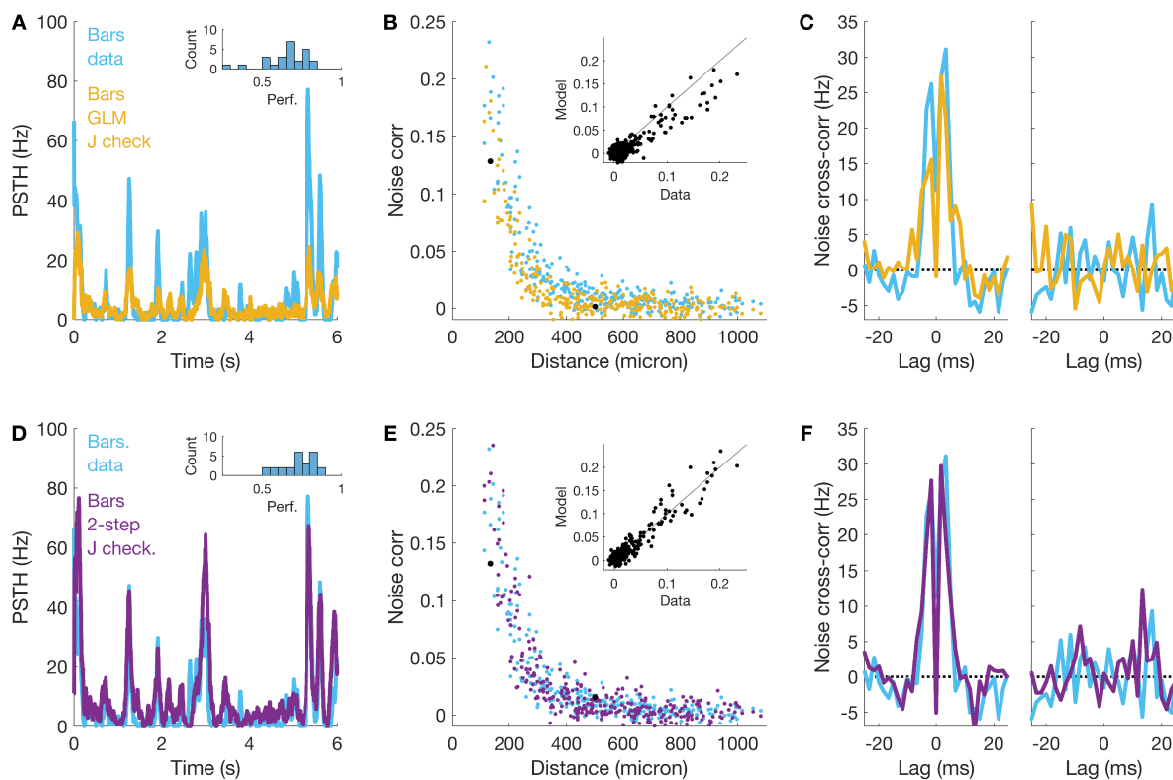 A
100
80
60
40
20
0
PSTH (Hz)
Bars
data
Bars
GLM
J check
10
5
0
Count
0.5
1
Perf.
0
2
4
6
Time (s)
B
0.25
0.2
0.15
0.1
0.05
0
Noise corr
0.2
0.15
0.1
0.05
0
Model
0
0.1
0.2
Data
0
200
400
600
800
1000
Distance (micron)
C
35
30
25
20
15
10
5
0
-5
Noise cross-corr (Hz)
-20
0
20
Lag (ms)
-20
0
20
Lag (ms)
D
100
80
60
40
20
0
PSTH (Hz)
Bars.
data
Bars
2-step
J check.
10
5
0
Count
0.5
1
Perf.
0
2
4
6
Time (s)
E
0.25
0.2
0.15
0.1
0.05
0
Noise corr
0.2
0.15
0.1
0.05
0
Model
0
0.1
0.2
Data
0
200
400
600
800
1000
Distance (micron)
F
35
30
25
20
15
10
5
0
-5
Noise cross-corr (Hz)
-20
0
20
Lag (ms)
-20
0
20
Lag (ms)